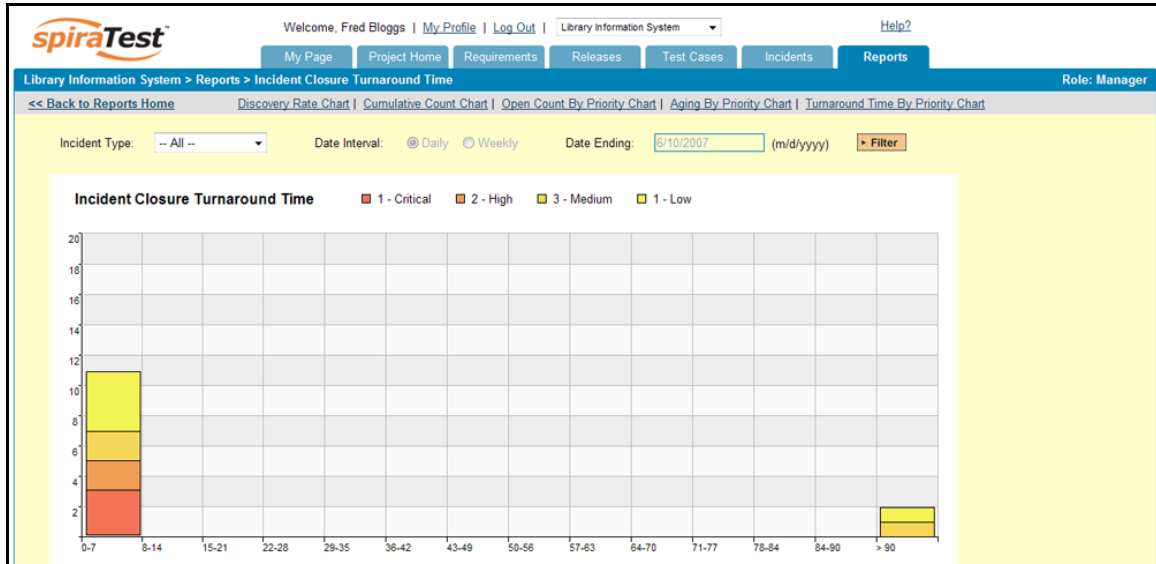 spiraTest™
Welcome, Fred Bloggs | My Profile | Log Out | Library Information System Help?
My Page Project Home Requirements Releases Test Cases Incidents Reports
Library Information System > Reports > Incident Closure Turnaround Time Role: Manager
<< Back to Reports Home Discovery Rate Chart | Cumulative Count Chart | Open Count By Priority Chart | Aging By Priority Chart | Turnaround Time By Priority Chart
Incident Type: -- All -- Date Interval: Daily Weekly Date Ending: 6/10/2007 (m/d/yyyy) Filter
Incident Closure Turnaround Time 1 - Critical 2 - High 3 - Medium 1 - Low
20
18
16
14
12
10
8
6
4
2
0-7 8-14 15-21 22-28 29-35 36-42 43-49 50-56 57-63 64-70 71-77 78-84 84-90 > 90